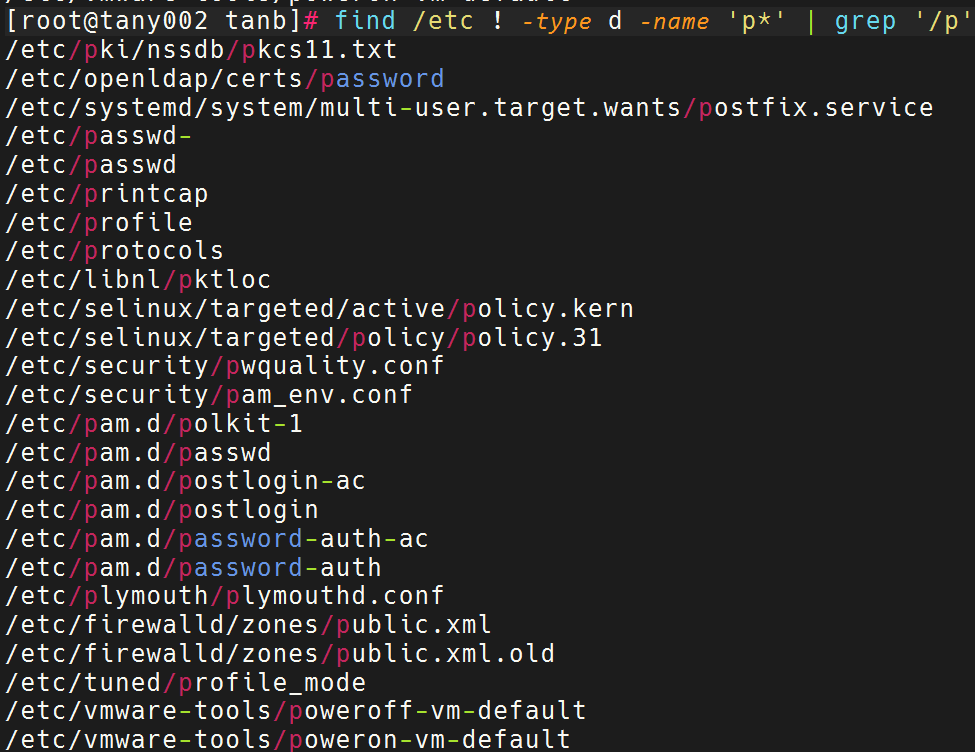 [root@tany002 tanb]# find /etc ! -type d -name 'p*' | grep '/p'
/etc/pki/nssdb/pkcs11.txt
/etc/openldap/certs/password
/etc/systemd/system/multi-user.target.wants/postfix.service
/etc/passwd-
/etc/passwd
/etc/printcap
/etc/profile
/etc/protocols
/etc/libnl/pktloc
/etc/selinux/targeted/active/policy.kern
/etc/selinux/targeted/policy/policy.31
/etc/security/pwquality.conf
/etc/security/pam_env.conf
/etc/pam.d/polkit-1
/etc/pam.d/passwd
/etc/pam.d/postlogin-ac
/etc/pam.d/postlogin
/etc/pam.d/password-auth-ac
/etc/pam.d/password-auth
/etc/plymouth/plymouthd.conf
/etc/firewalld/zones/public.xml
/etc/firewalld/zones/public.xml.old
/etc/tuned/profile_mode
/etc/vmware-tools/poweroff-vm-default
/etc/vmware-tools/poweron-vm-default